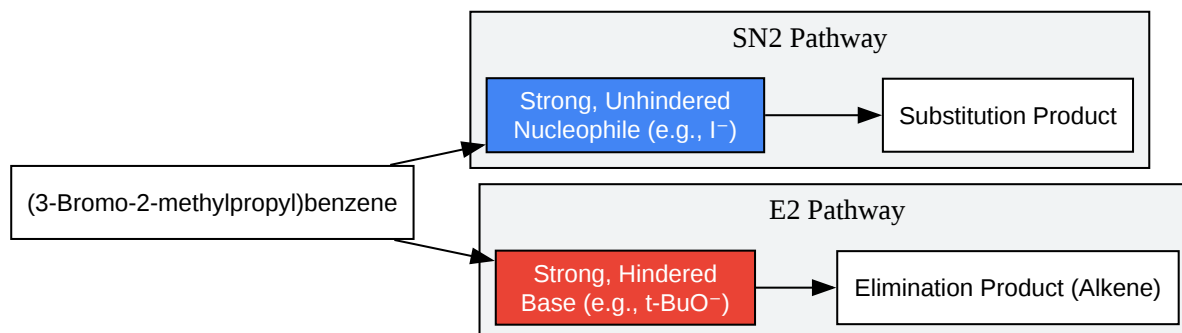 SN2 Pathway
Strong, Unhindered
Nucleophile (e.g., I⁻)
Substitution Product
(3-Bromo-2-methylpropyl)benzene
E2 Pathway
Strong, Hindered
Base (e.g., t-BuO⁻)
Elimination Product (Alkene)